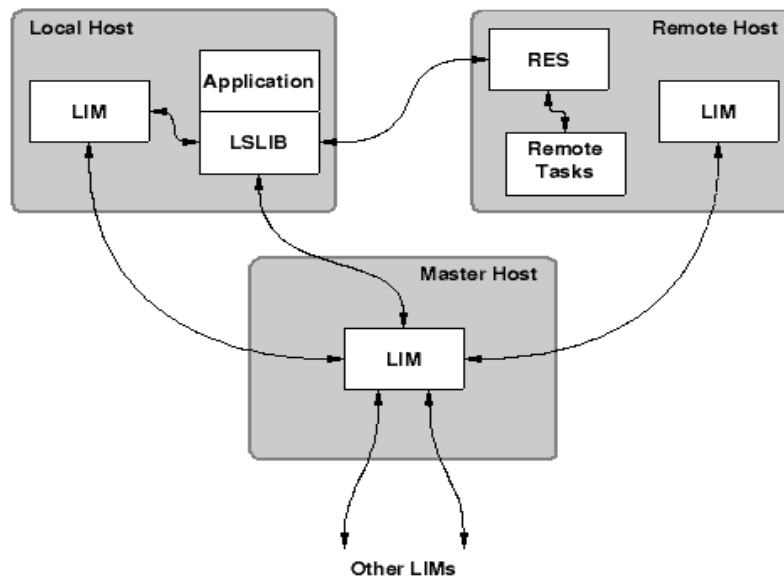 Local Host
Application
LIM
LSLIB
Remote Host
RES
LIM
Remote
Tasks
Master Host
LIM
Other LIMs